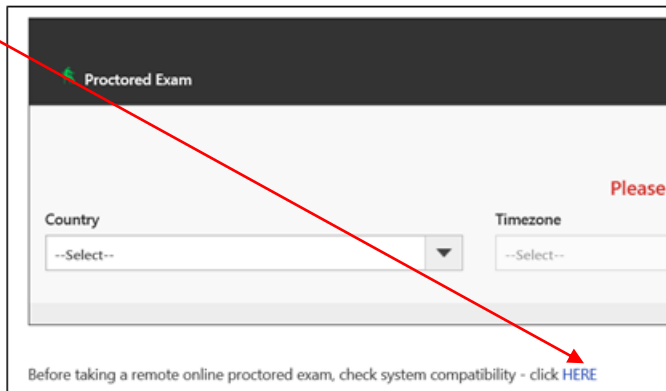 Proctored Exam
Please
Country
Timezone
--Select--
--Select--
Before taking a remote online proctored exam, check system compatibility - click HERE